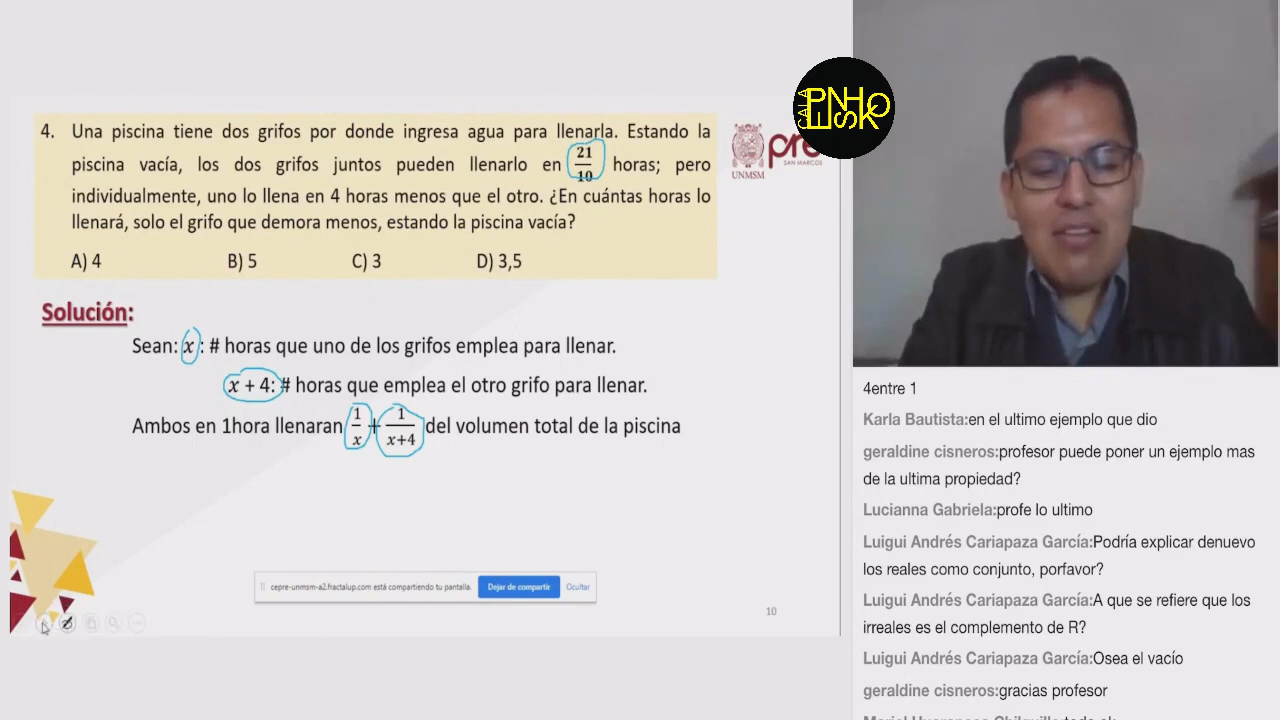 4. Una piscina tiene dos grifos por donde ingresa agua para llenarla. Estando la
piscina vacía, los dos grifos juntos pueden llenarlo en 21/10 horas; pero
individualmente, uno lo llena en 4 horas menos que el otro. ¿En cuántas horas lo
llenará, solo el grifo que demora menos, estando la piscina vacía?
A) 4 B) 5 C) 3 D) 3,5
UNMSM
pre
SAN MARCOS
Solución:
Sean: x : # horas que uno de los grifos emplea para llenar.
x + 4: # horas que emplea el otro grifo para llenar.
Ambos en 1hora llenaran 1/x + 1/(x+4) del volumen total de la piscina
cepre-unmsm-a2.fractalup.com está compartiendo tu pantalla. Dejar de compartir Ocultar
10
4entre 1
Karla Bautista:en el ultimo ejemplo que dio
geraldine cisneros:profesor puede poner un ejemplo mas
de la ultima propiedad?
Lucianna Gabriela:profe lo ultimo
Luigui Andrés Cariapaza García:Podría explicar denuevo
los reales como conjunto, porfavor?
Luigui Andrés Cariapaza García:A que se refiere que los
irreales es el complemento de R?
Luigui Andrés Cariapaza García:Osea el vacío
geraldine cisneros:gracias profesor